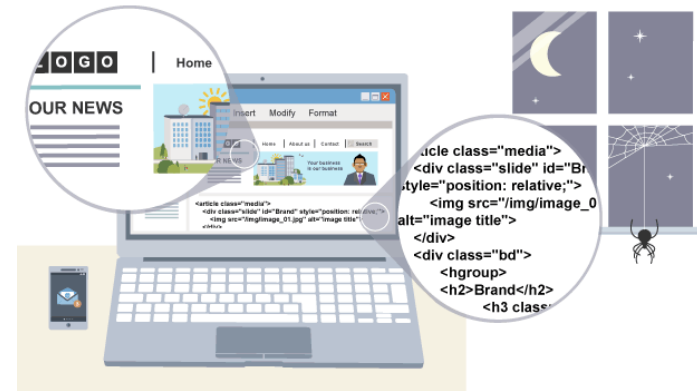 LOGO
Home
OUR NEWS
Insert Modify Format
Home About us Contact Search
NEWS
Your business
is our business
<article class="media">
<div class="slide" id="Brand" style="position: relative;">
<img src="/img/image_01.jpg" alt="image title">
</div>
ticle class="media">
<div class="slide" id="Br
style="position: relative;">
<img src="/img/image_0
alt="image title">
</div>
<div class="bd">
<hgroup>
<h2>Brand</h2>
<h3 class